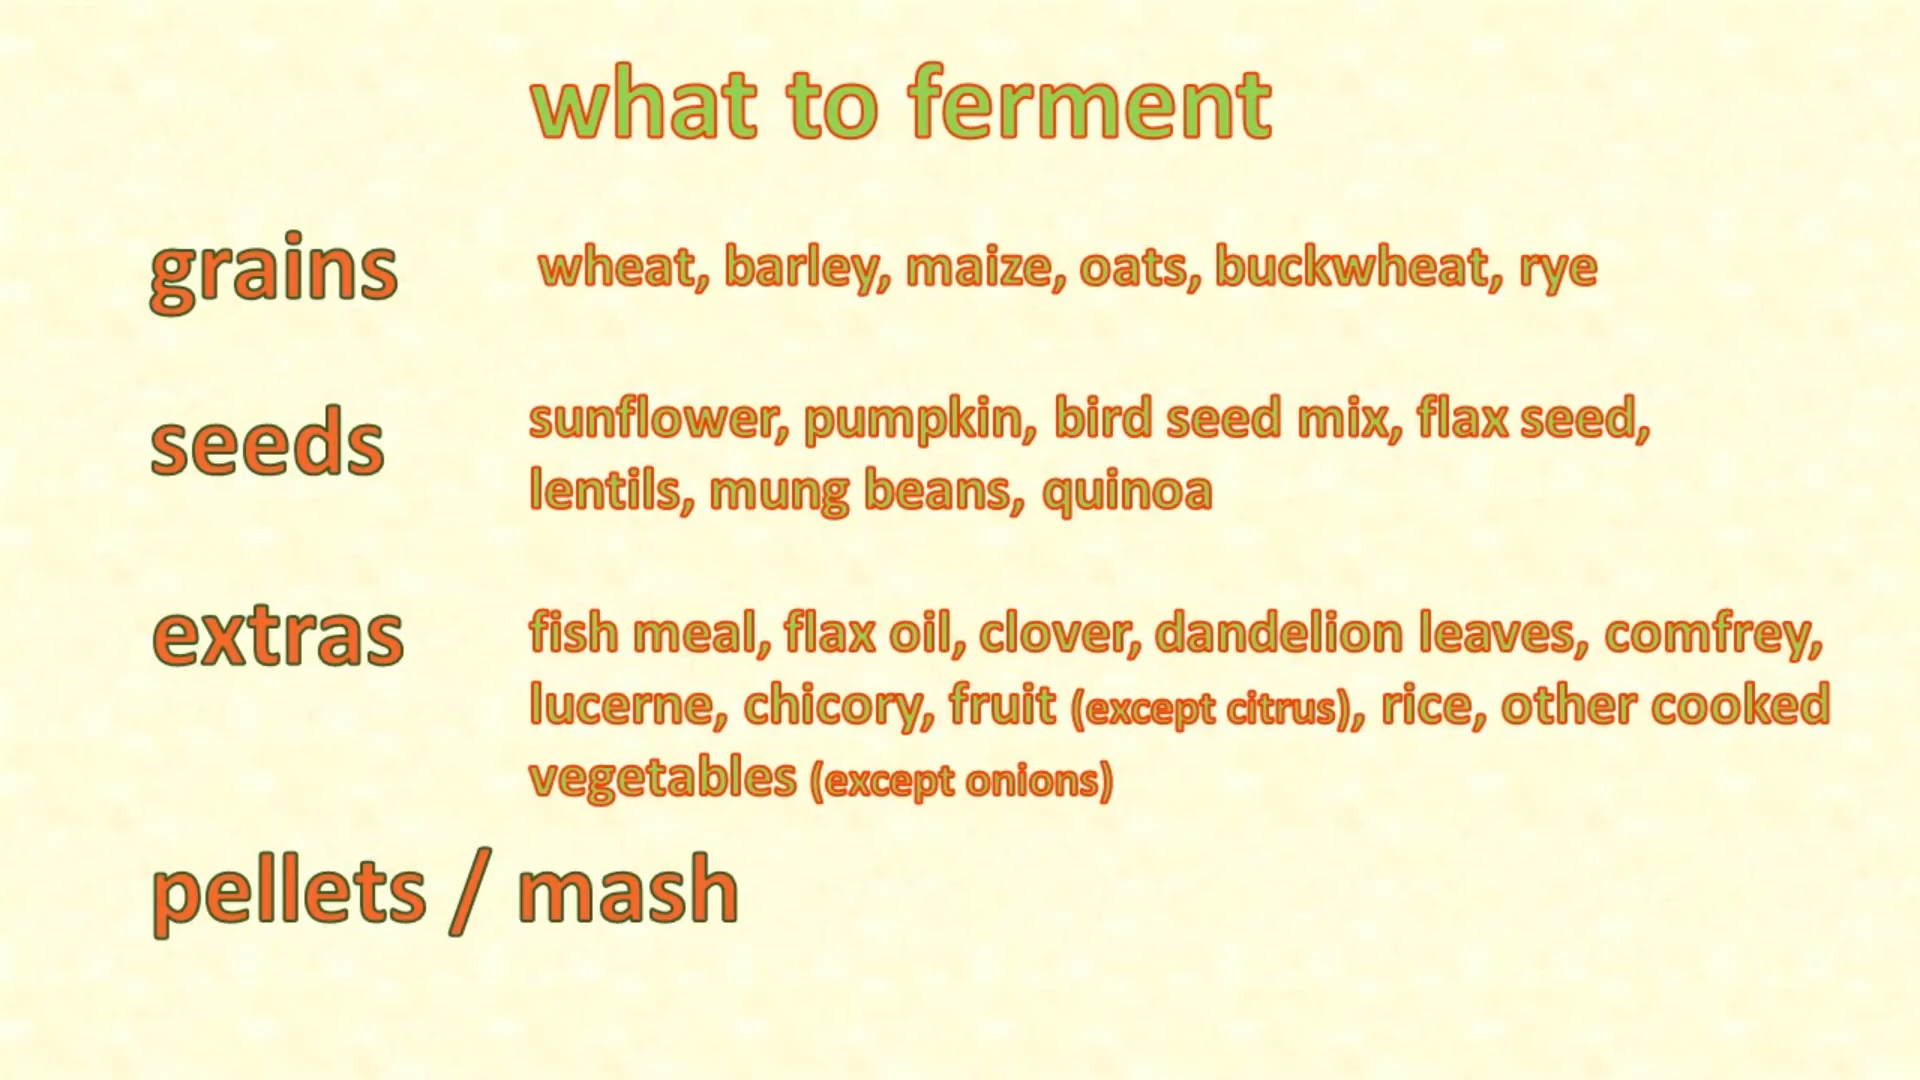 what to ferment
grains
wheat, barley, maize, oats, buckwheat, rye
seeds
sunflower, pumpkin, bird seed mix, flax seed,
lentils, mung beans, quinoa
extras
fish meal, flax oil, clover, dandelion leaves, comfrey,
lucerne, chicory, fruit (except citrus), rice, other cooked
vegetables (except onions)
pellets / mash